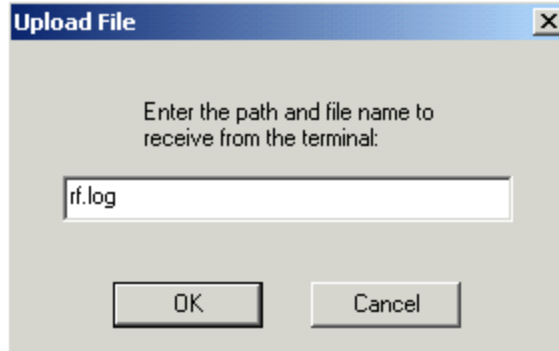 Upload File
Enter the path and file name to
receive from the terminal:
rf.log
OK
Cancel